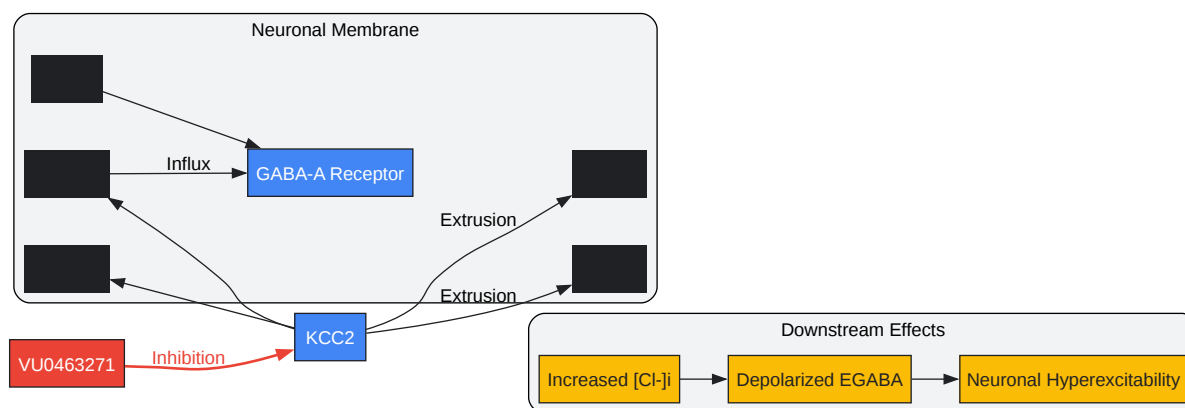 Neuronal Membrane
Influx
GABA-A Receptor
Extrusion
Extrusion
KCC2
VU0463271
Inhibition
Downstream Effects
Increased [Cl-]i
Depolarized EGABA
Neuronal Hyperexcitability